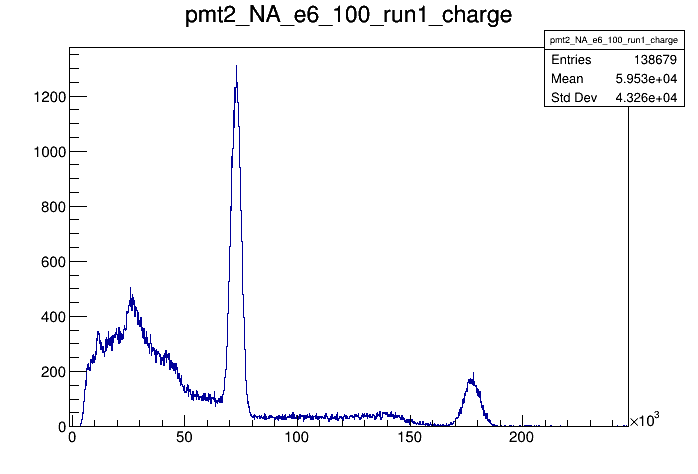 pmt2_NA_e6_100_run1_charge
pmt2_NA_e6_100_run1_charge
Entries 138679
Mean 5.953e+04
Std Dev 4.326e+04
1200
1000
800
600
400
200
0
0 50 100 150 200 ×10³